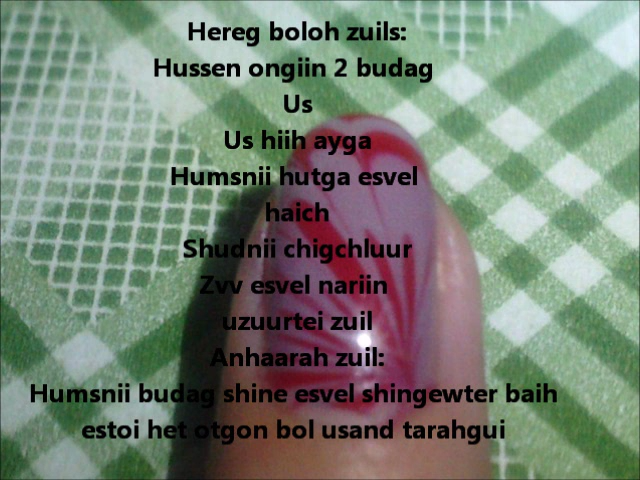 Hereg boloh zuils:
Hussen ongiin 2 budag
Us
Us hiih ayga
Humsnii hutga esvel
haich
Shudnii chigchluur
Zvv esvel nariin
uzuurtei zuil
Anhaarah zuil:
Humsnii budag shine esvel shingewter baih
estoi het otgon bol usand tarahgui